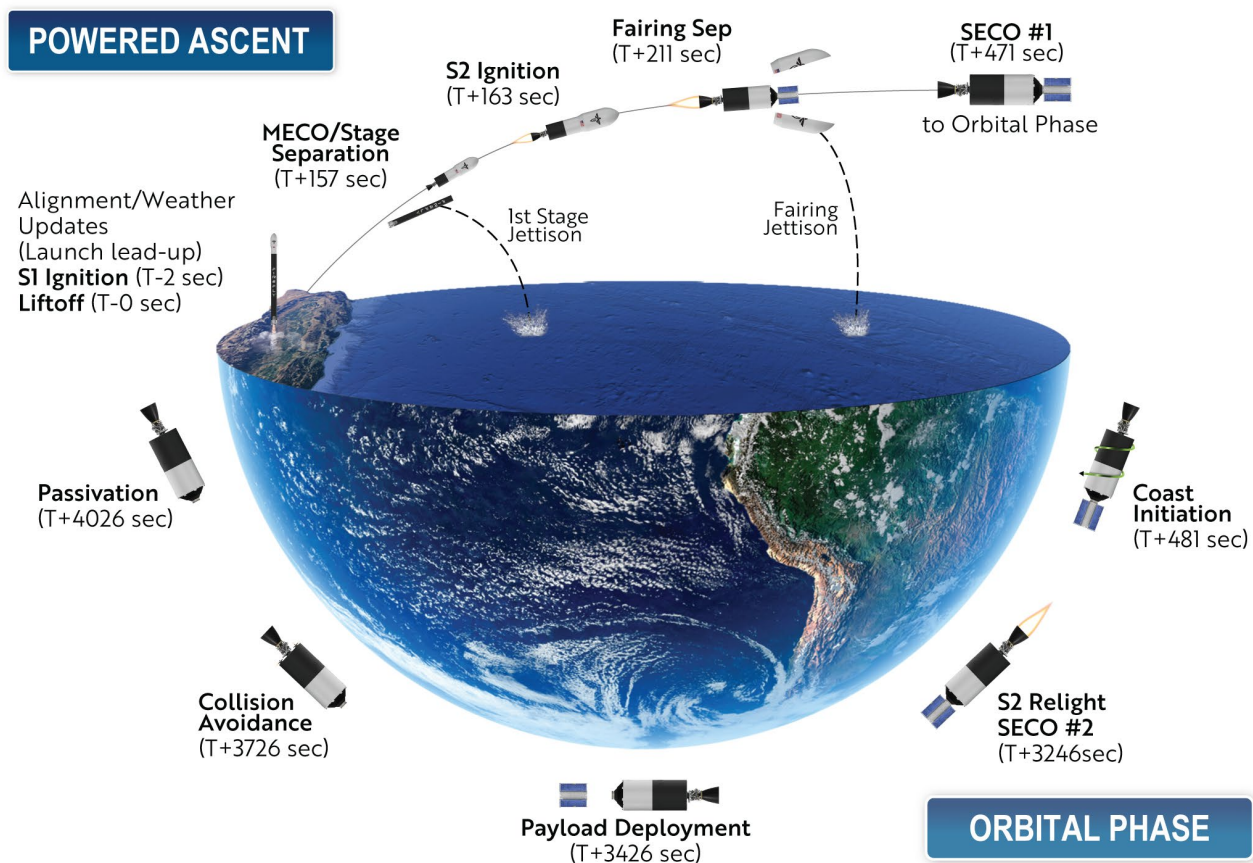 POWERED ASCENT
Alignment/Weather
Updates
(Launch lead-up)
S1 Ignition (T-2 sec)
Liftoff (T-0 sec)
MECO/Stage
Separation
(T+157 sec)
1st Stage
Jettison
S2 Ignition
(T+163 sec)
Fairing Sep
(T+211 sec)
Fairing
Jettison
SECO #1
(T+471 sec)
to Orbital Phase
Coast
Initiation
(T+481 sec)
S2 Relight
SECO #2
(T+3246sec)
Payload Deployment
(T+3426 sec)
Collision
Avoidance
(T+3726 sec)
Passivation
(T+4026 sec)
ORBITAL PHASE